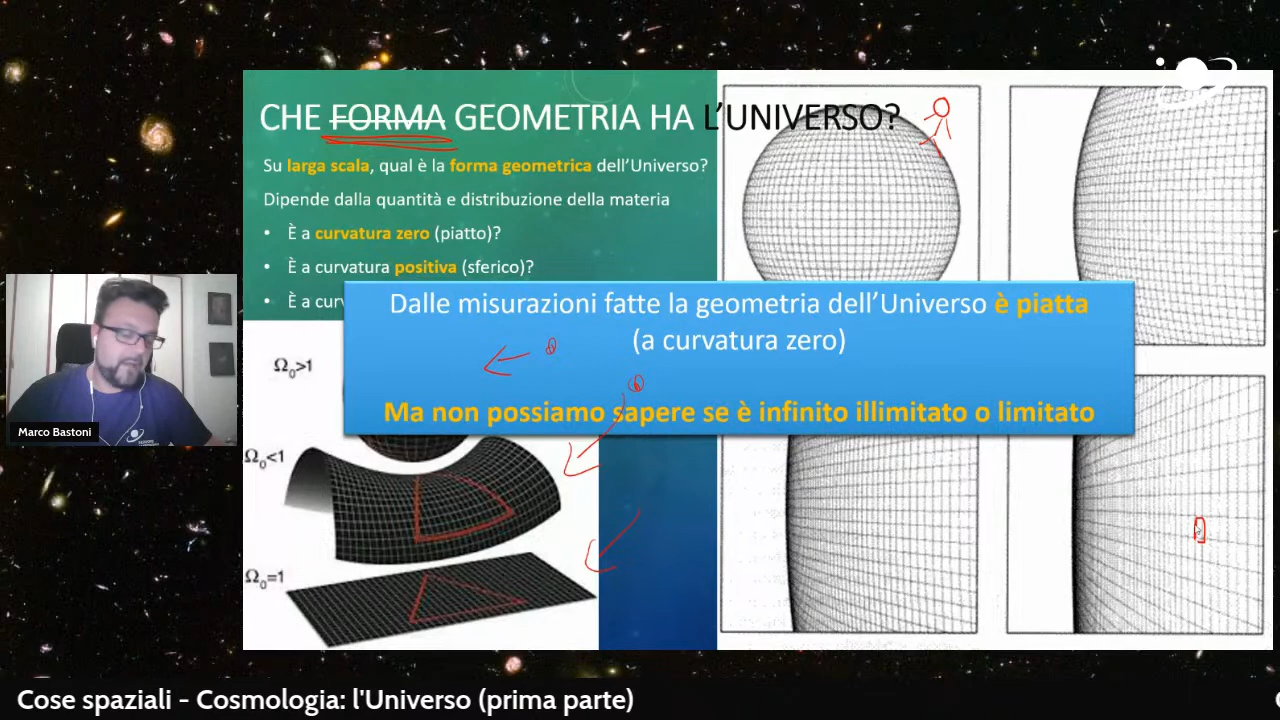 CHE FORMA GEOMETRIA HA L'UNIVERSO?
Su larga scala, qual è la forma geometrica dell'Universo?
Dipende dalla quantità e distribuzione della materia
• È a curvatura zero (piatto)?
• È a curvatura positiva (sferico)?
• È a curv
Dalle misurazioni fatte la geometria dell'Universo è piatta
(a curvatura zero)
Ma non possiamo sapere se è infinito illimitato o limitato
Ω₀>1
Ω₀<1
Ω₀=1
Marco Bastoni
Cose spaziali - Cosmologia: l'Universo (prima parte)